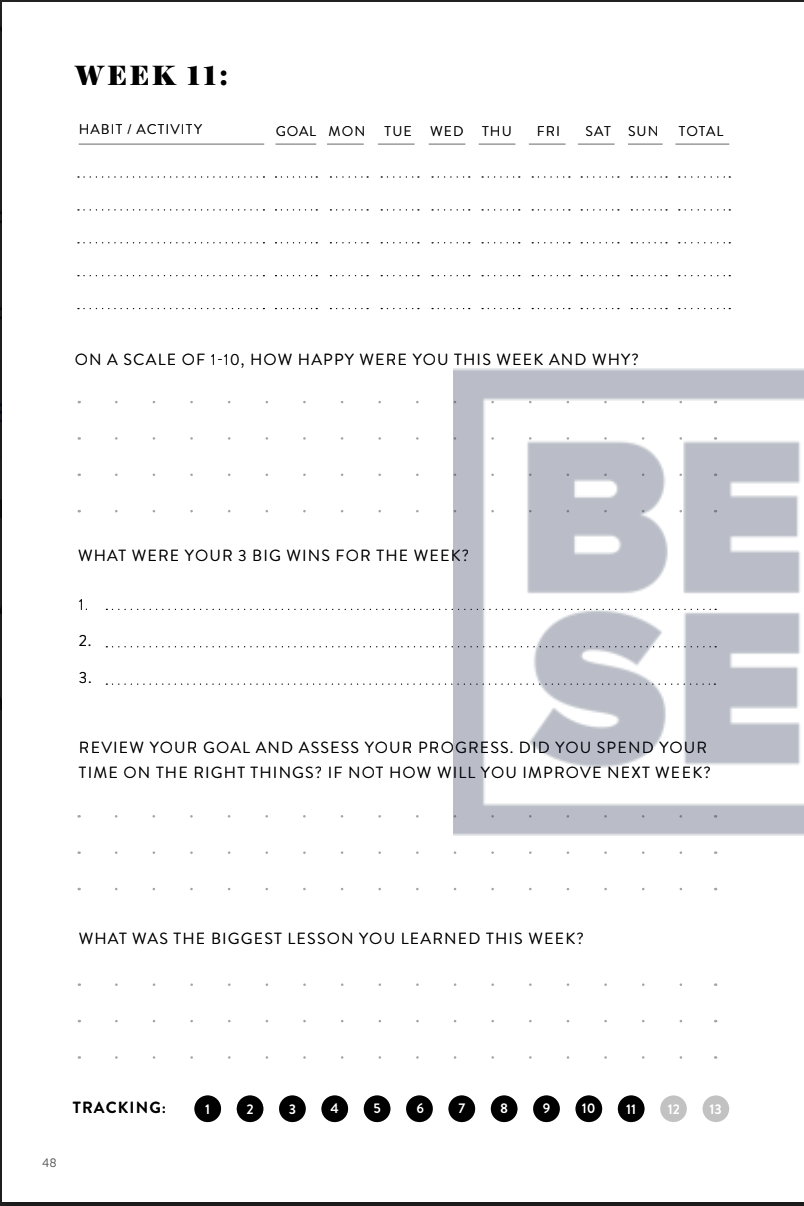 WEEK 11:
HABIT / ACTIVITY GOAL MON TUE WED THU FRI SAT SUN TOTAL
ON A SCALE OF 1-10, HOW HAPPY WERE YOU THIS WEEK AND WHY?
WHAT WERE YOUR 3 BIG WINS FOR THE WEEK?
1.
2.
3.
REVIEW YOUR GOAL AND ASSESS YOUR PROGRESS. DID YOU SPEND YOUR
TIME ON THE RIGHT THINGS? IF NOT HOW WILL YOU IMPROVE NEXT WEEK?
WHAT WAS THE BIGGEST LESSON YOU LEARNED THIS WEEK?
TRACKING: 1 2 3 4 5 6 7 8 9 10 11 12 13
48
BE
SE